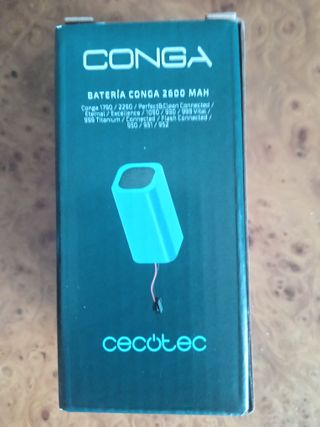 CONGA
BATERÍA CONGA 2600 MAH
Conga 1790 / 2290 / Perfect&Clean Connected /
Eternal / Excellence / 1090 / 990 / 999 Vital /
999 Titanium / Connected / Flash Connected /
950 / 931 / 952
cecotec